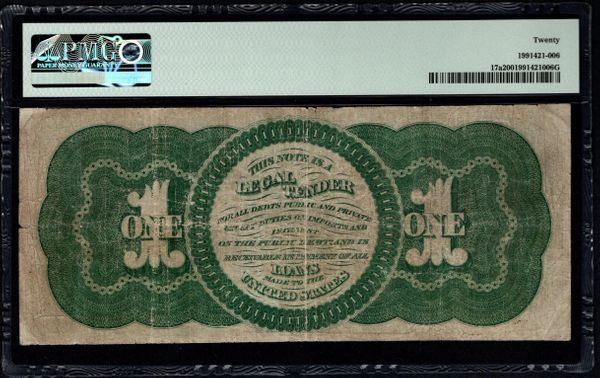 PMG
PAPER MONEY GUARANTY
Twenty
1991421-006
17a2001991421006G
THIS NOTE IS A
LEGAL TENDER
FOR ALL DEBTS PUBLIC AND PRIVATE
EXCEPT DUTIES ON IMPORTS AND
INTEREST
ON THE PUBLIC DEBT; AND IS
RECEIVABLE IN PAYMENT OF ALL
LOANS
MADE TO THE
UNITED STATES
1
ONE
1
ONE